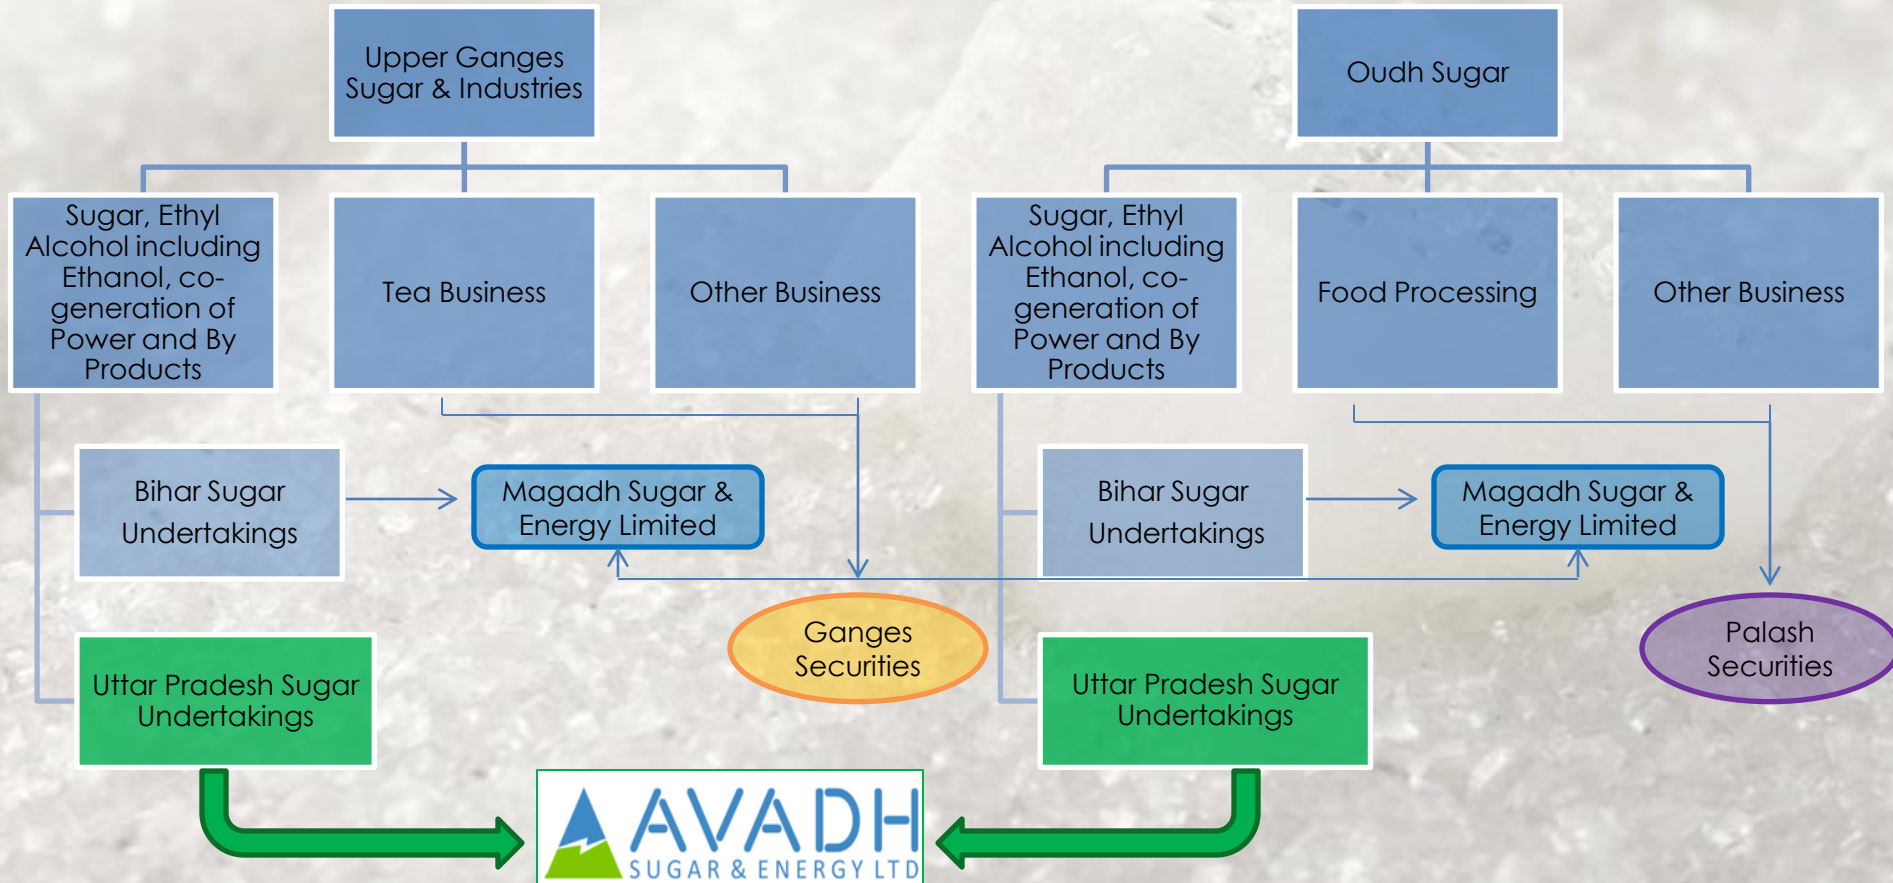 Upper Ganges
Sugar & Industries
Oudh Sugar
Sugar, Ethyl
Alcohol including
Ethanol, co-
generation of
Power and By
Products
Tea Business
Other Business
Sugar, Ethyl
Alcohol including
Ethanol, co-
generation of
Power and By
Products
Food Processing
Other Business
Bihar Sugar
Undertakings
Magadh Sugar &
Energy Limited
Bihar Sugar
Undertakings
Magadh Sugar &
Energy Limited
Ganges
Securities
Palash
Securities
Uttar Pradesh Sugar
Undertakings
Uttar Pradesh Sugar
Undertakings
AVADH
SUGAR & ENERGY LTD